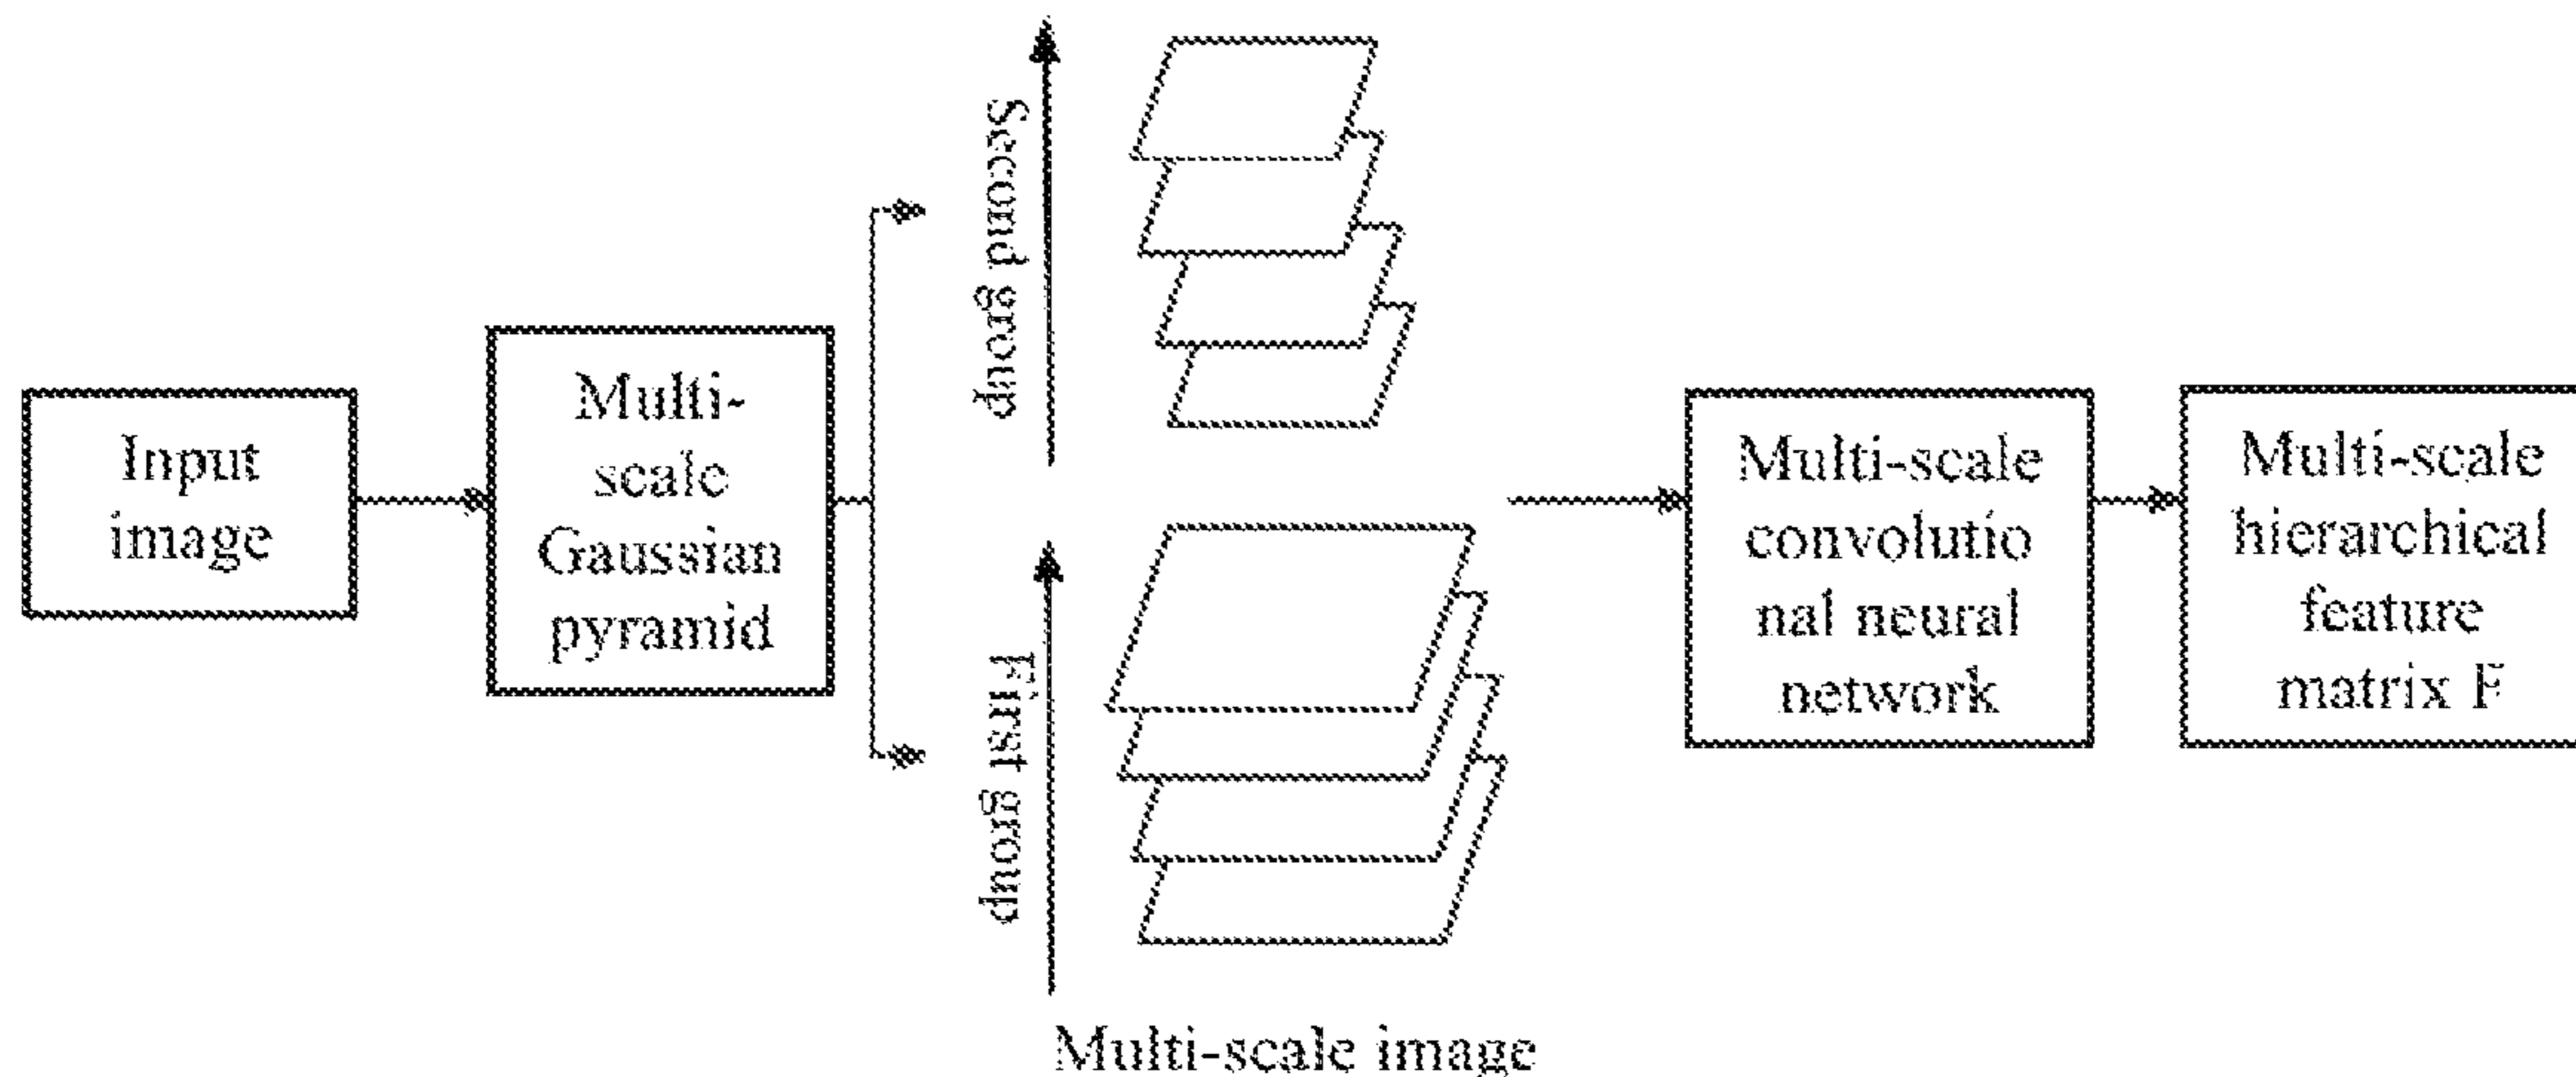 Input
image
Multi-
scale
Gaussian
pyramid
Second group
First group
Multi-scale image
Multi-scale
convolutio
nal neural
network
Multi-scale
hierarchical
feature
matrix F